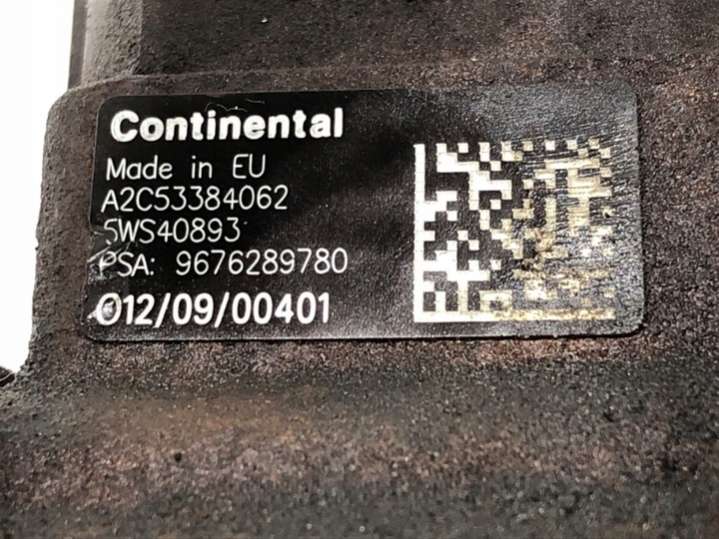 Continental
Made in EU
A2C53384062
5WS40893
PSA: 9676289780
012/09/00401